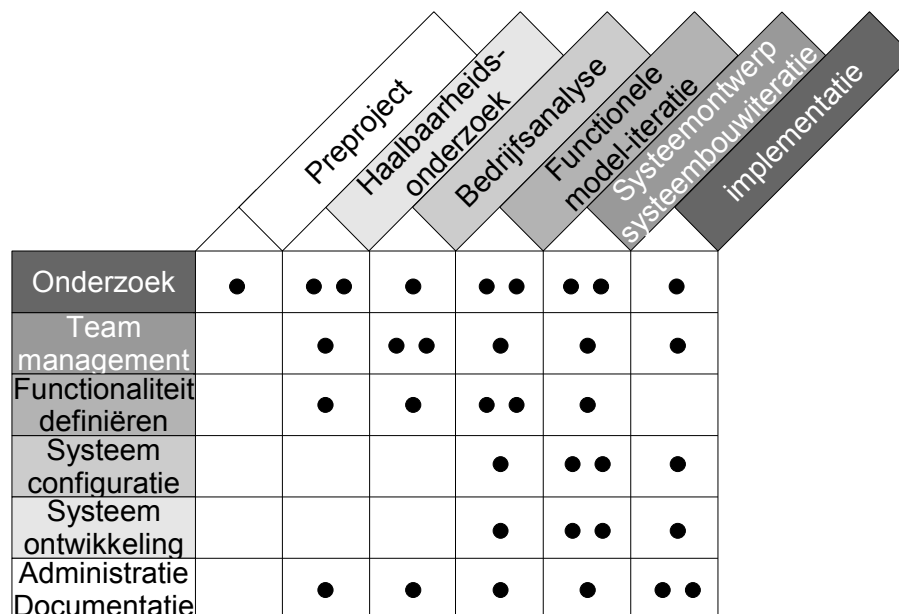 Preproject
Haalbaarheids-
onderzoek
Bedrijfsanalyse
Functionele
model-iteratie
Systeemontwerp
systeembouwiteratie
implementatie
Onderzoek
Team
management
Functionaliteit
definiëren
Systeem
configuratie
Systeem
ontwikkeling
Administratie
Documentatie